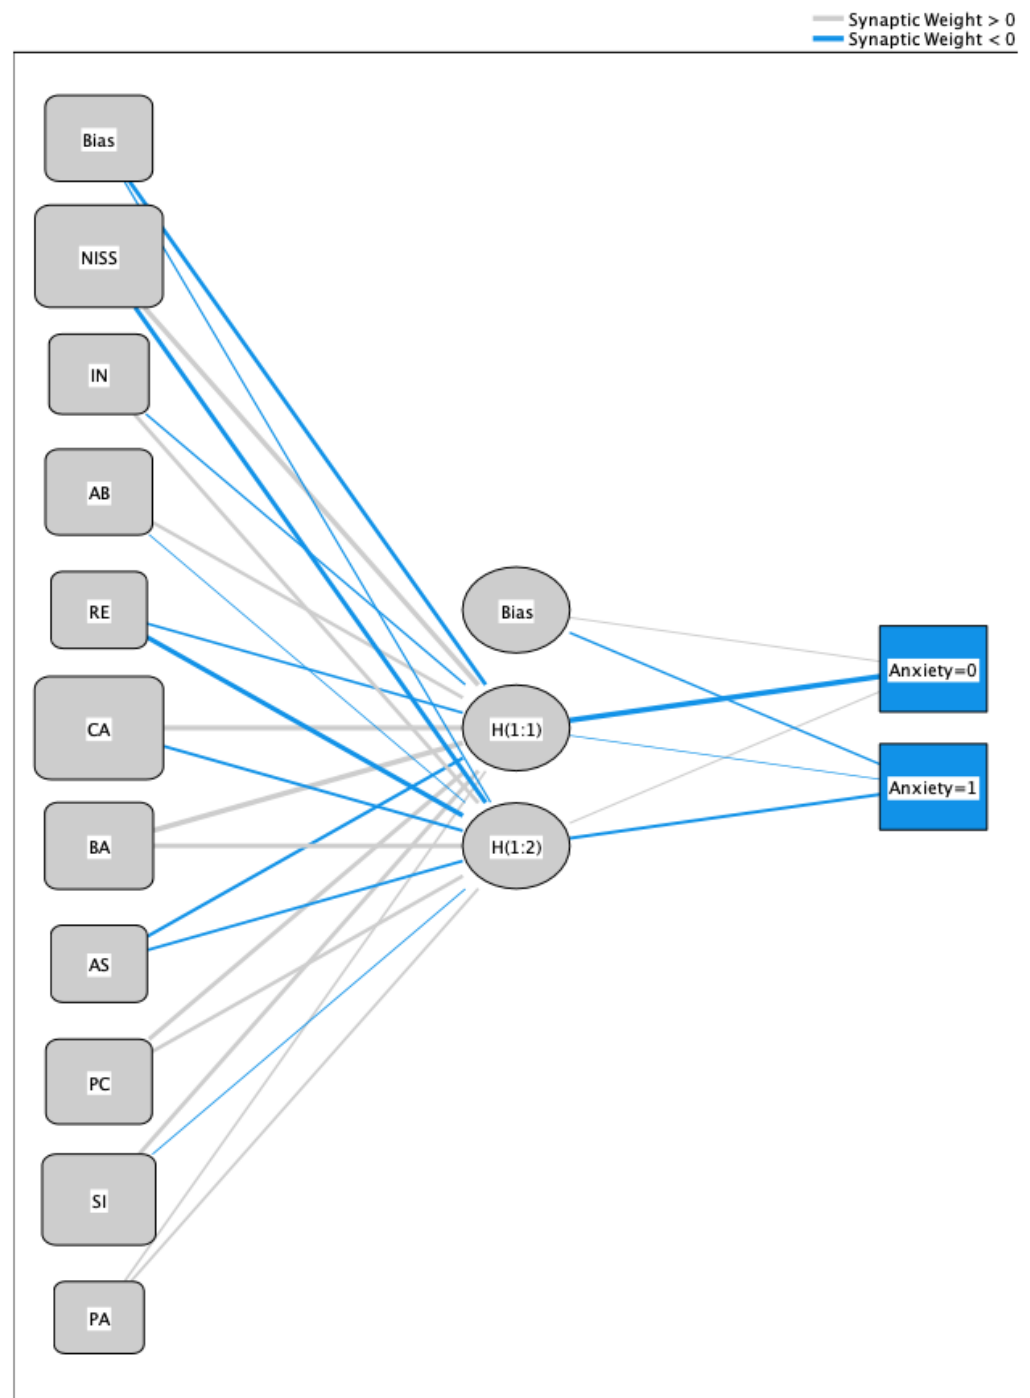 Synaptic Weight > 0
Synaptic Weight < 0
Bias
NISS
IN
AB
RE
CA
BA
AS
PC
SI
PA
Bias
H(1:1)
H(1:2)
Anxiety=0
Anxiety=1